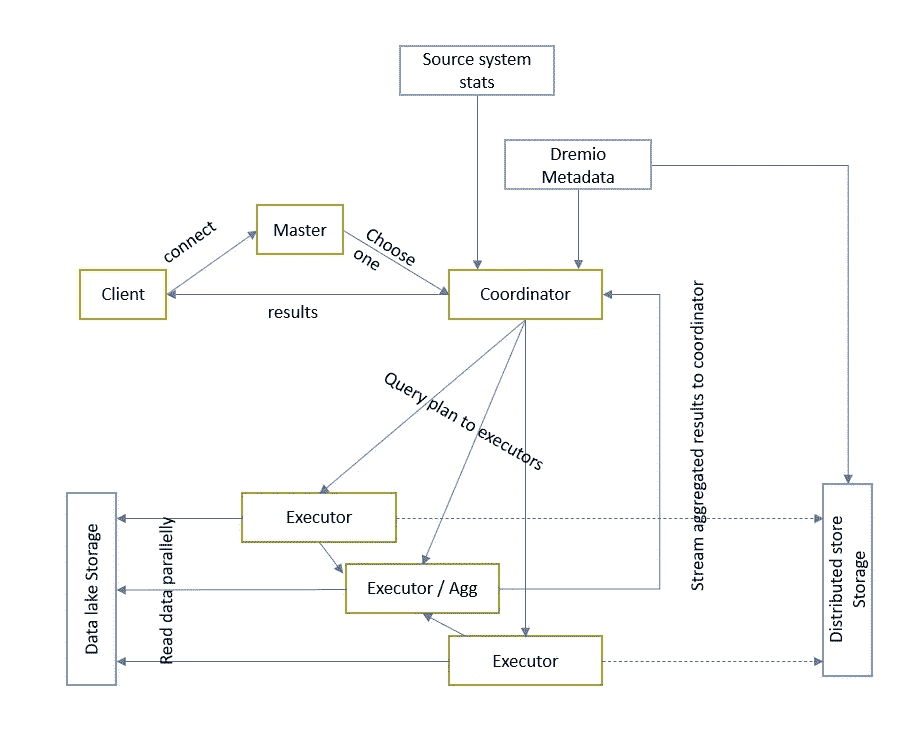 Source system
stats
Dremio
Metadata
connect
Master
Choose
one
Client
Coordinator
results
Query plan to executors
Stream aggregated results to coordinator
Executor
Data lake Storage
Read data parallelly
Executor / Agg
Distributed store
Storage
Executor